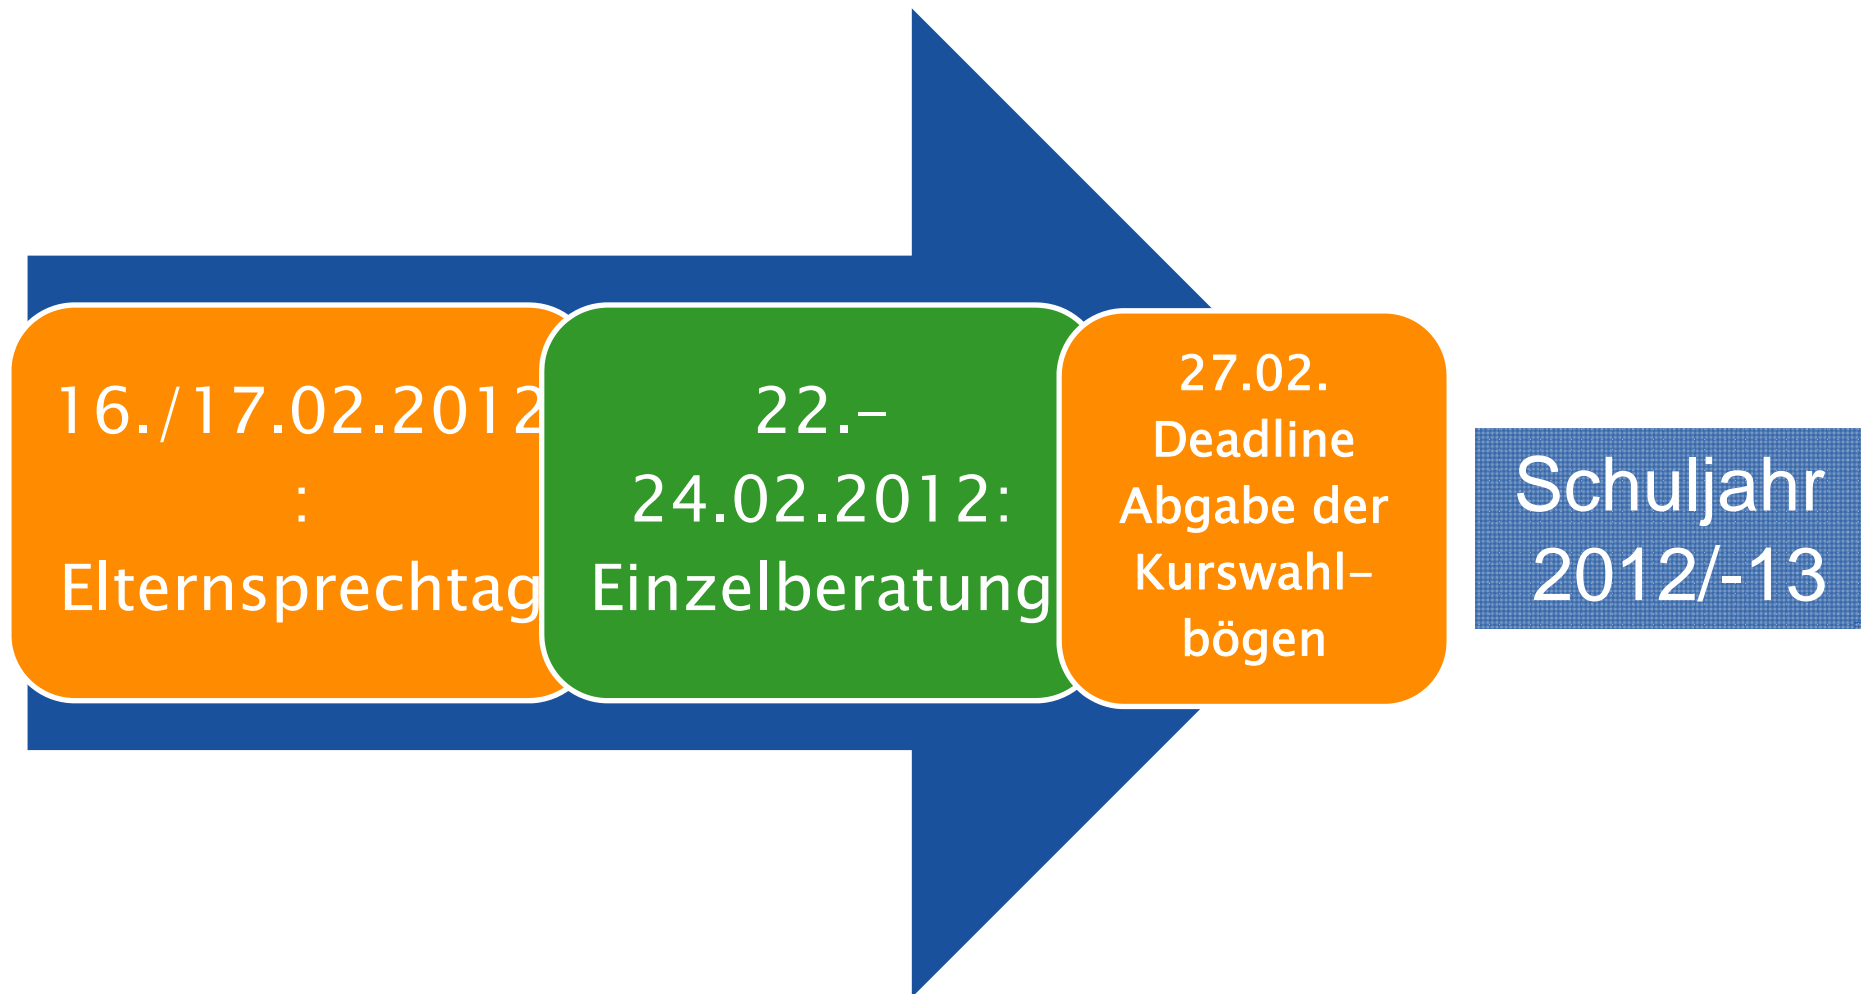 16./17.02.2012
:
Elternsprechtag
22.–
24.02.2012:
Einzelberatung
27.02.
Deadline
Abgabe der
Kurswahl–
bögen
Schuljahr
2012/-13